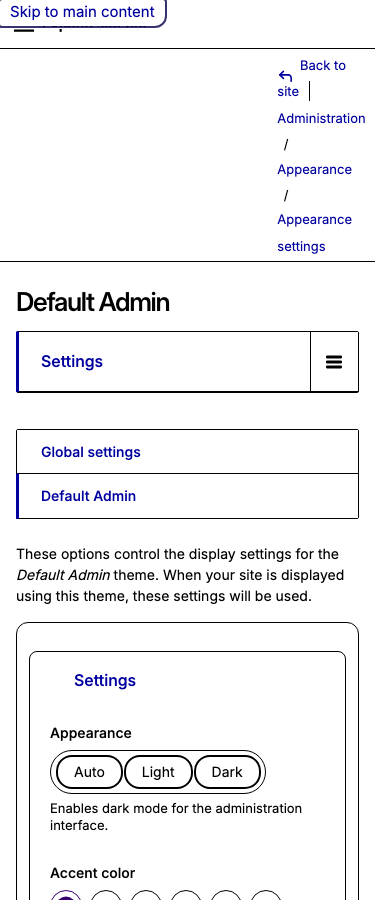 Skip to main content
Back to
site
Administration
/
Appearance
/
Appearance
settings
Default Admin
Settings
Global settings
Default Admin
These options control the display settings for the
Default Admin theme. When your site is displayed
using this theme, these settings will be used.
Settings
Appearance
Auto
Light
Dark
Enables dark mode for the administration
interface.
Accent color